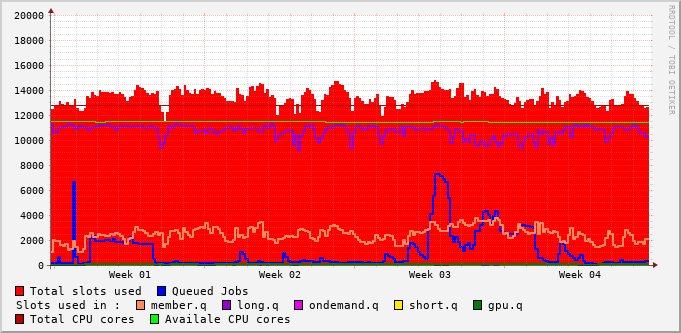 20000
18000
16000
14000
12000
10000
8000
6000
4000
2000
0
Week 01 Week 02 Week 03 Week 04
RRDTOOL / TOBI OETIKER
Total slots used Queued Jobs
Slots used in : member.q long.q ondemand.q short.q gpu.q
Total CPU cores Availale CPU cores